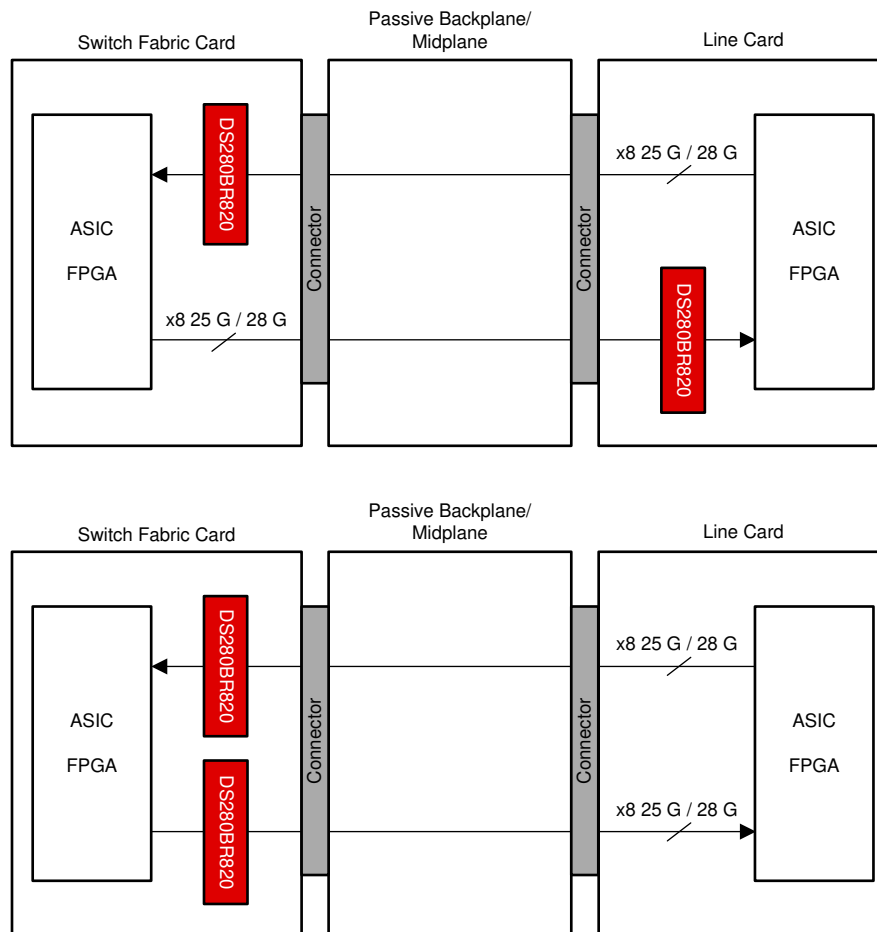 Passive Backplane/
Midplane
Switch Fabric Card
Line Card
DS280BR820
x8 25 G / 28 G
ASIC
FPGA
Connector
Connector
ASIC
FPGA
x8 25 G / 28 G
DS280BR820
Passive Backplane/
Midplane
Switch Fabric Card
Line Card
DS280BR820
x8 25 G / 28 G
ASIC
FPGA
Connector
Connector
ASIC
FPGA
DS280BR820
x8 25 G / 28 G